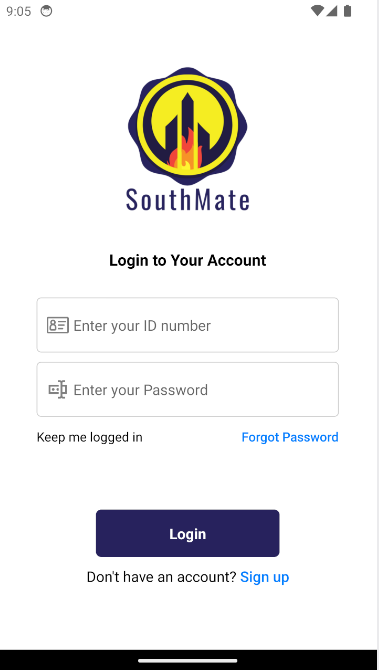 9:05
SouthMate
Login to Your Account
Enter your ID number
Enter your Password
Keep me logged in Forgot Password
Login
Don't have an account? Sign up